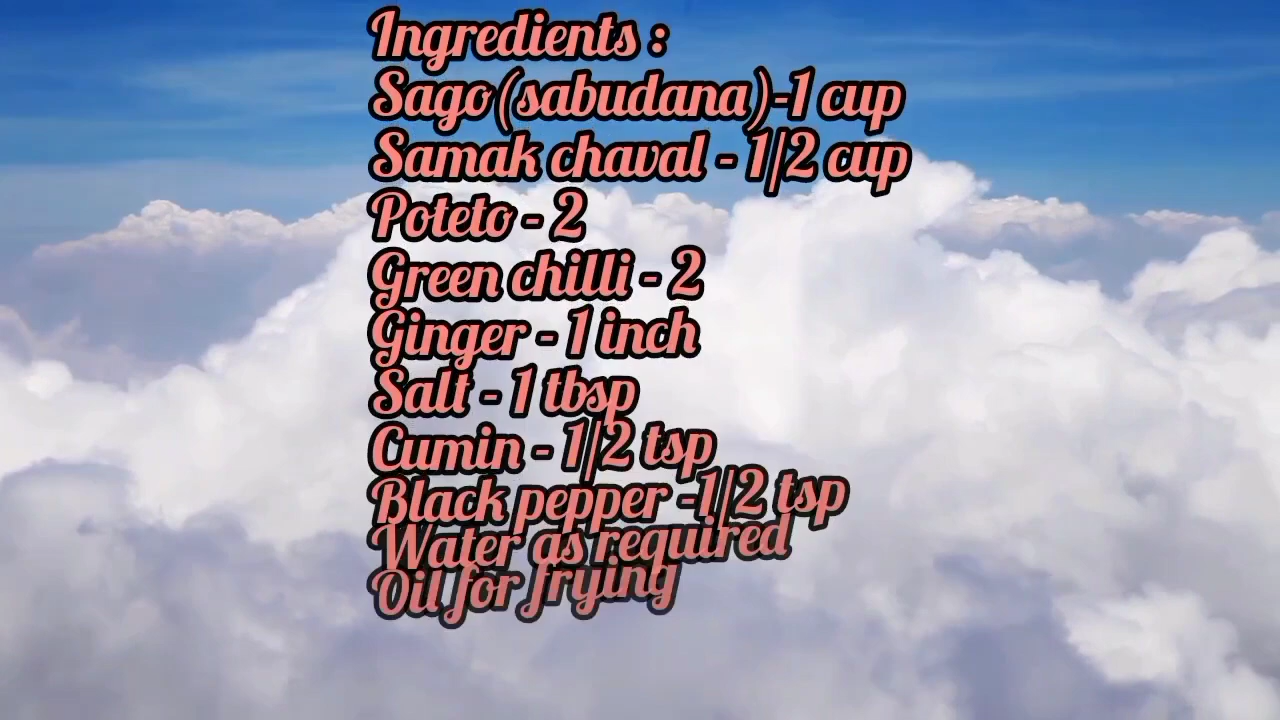 Ingredients :
Sago(sabudana)-1 cup
Samak chaval - 1/2 cup
Poteto - 2
Green chilli - 2
Ginger - 1 inch
Salt - 1 tbsp
Cumin - 1/2 tsp
Black pepper -1/2 tsp
Water as required
Oil for frying